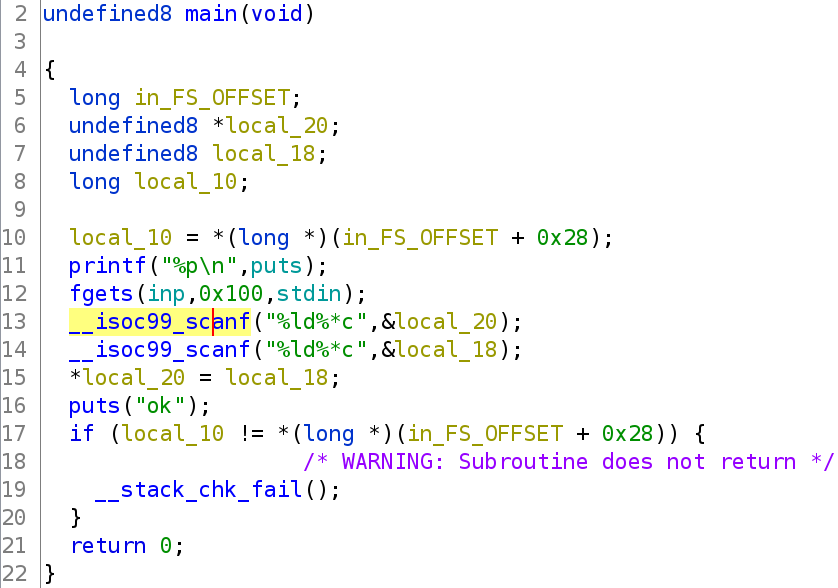 2 undefined8 main(void)
3
4 {
5 long in_FS_OFFSET;
6 undefined8 *local_20;
7 undefined8 local_18;
8 long local_10;
9
10 local_10 = *(long *)(in_FS_OFFSET + 0x28);
11 printf("%p\n",puts);
12 fgets(inp,0x100,stdin);
13 __isoc99_scanf("%ld%*c",&local_20);
14 __isoc99_scanf("%ld%*c",&local_18);
15 *local_20 = local_18;
16 puts("ok");
17 if (local_10 != *(long *)(in_FS_OFFSET + 0x28)) {
18 /* WARNING: Subroutine does not return */
19 __stack_chk_fail();
20 }
21 return 0;
22 }